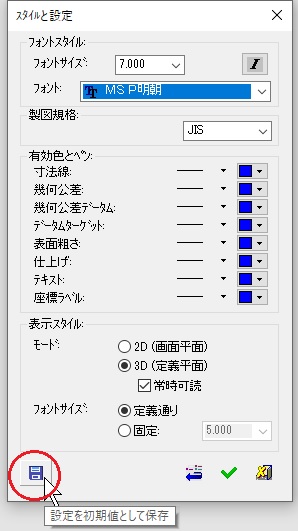 スタイルと設定
フォントスタイル:
フォントサイズ: 7.000 I
フォント: MS P明朝
製図規格:
JIS
有効色とペン:
寸法線:
幾何公差:
幾何公差データム:
データムターゲット:
表面粗さ:
仕上げ:
テキスト:
座標ラベル:
表示スタイル:
モード: 2D (画面平面)
3D (定義平面)
常時可読
フォントサイズ: 定義通り
固定: 5.000
設定を初期値として保存